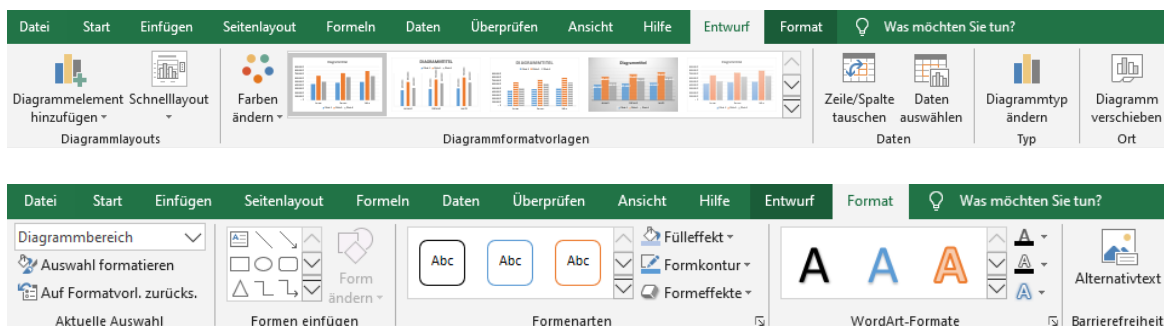 Datei Start Einfügen Seitenlayout Formeln Daten Überprüfen Ansicht Hilfe Entwurf Format Was möchten Sie tun?
Diagrammelement hinzufügen
Schnelllayout
Farben ändern
Zeile/Spalte tauschen
Daten auswählen
Diagrammtyp ändern
Diagramm verschieben
Diagrammlayouts Diagrammformatvorlagen Daten Typ Ort
Datei Start Einfügen Seitenlayout Formeln Daten Überprüfen Ansicht Hilfe Entwurf Format Was möchten Sie tun?
Diagrammbereich
Auswahl formatieren
Auf Formatvorl. zurücks.
Form ändern
Abc Abc Abc
Fülleffekt
Formkontur
Formeffekte
A A A
Alternativtext
Aktuelle Auswahl Formen einfügen Formenarten WordArt-Formate Barrierefreiheit